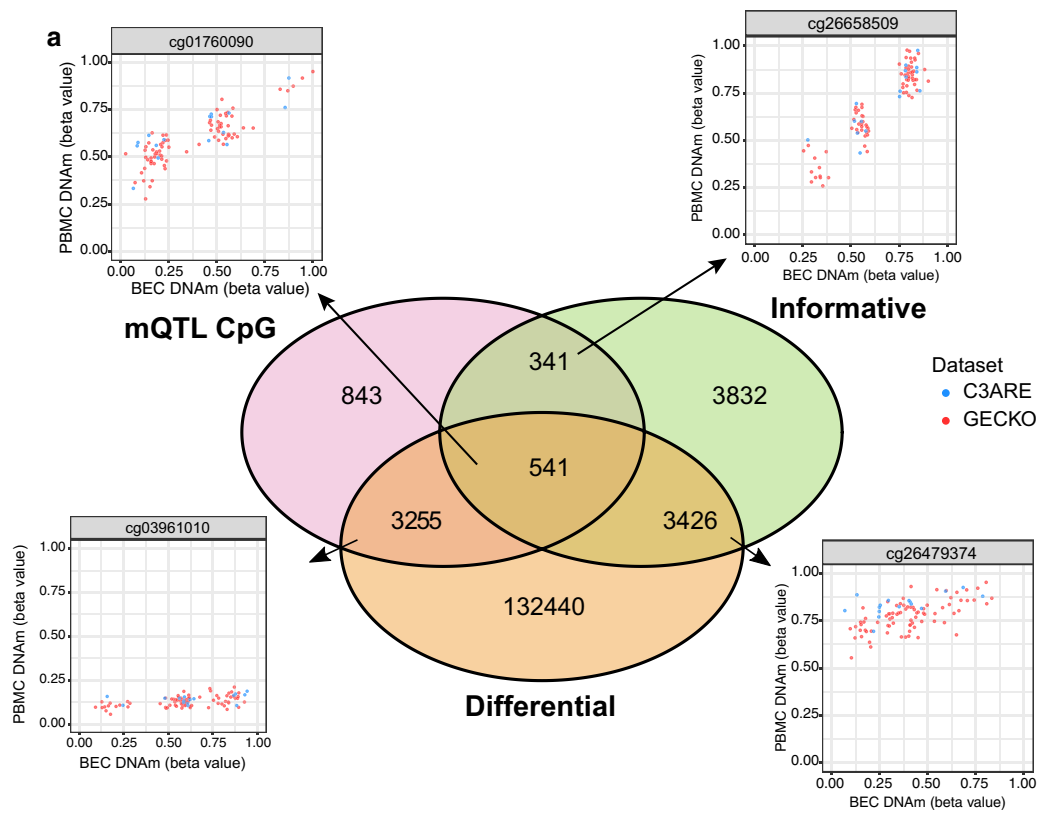 a
cg01760090
1.00
0.75
0.50
0.25
0.00
PBMC DNAm (beta value)
0.00 0.25 0.50 0.75 1.00
BEC DNAm (beta value)
cg26658509
1.00
0.75
0.50
0.25
0.00
PBMC DNAm (beta value)
0.00 0.25 0.50 0.75 1.00
BEC DNAm (beta value)
mQTL CpG
Informative
341
843
3832
541
3255
3426
132440
Differential
Dataset
C3ARE
GECKO
cg03961010
1.00
0.75
0.50
0.25
0.00
PBMC DNAm (beta value)
0.00 0.25 0.50 0.75 1.00
BEC DNAm (beta value)
cg26479374
1.00
0.75
0.50
0.25
0.00
PBMC DNAm (beta value)
0.00 0.25 0.50 0.75 1.00
BEC DNAm (beta value)